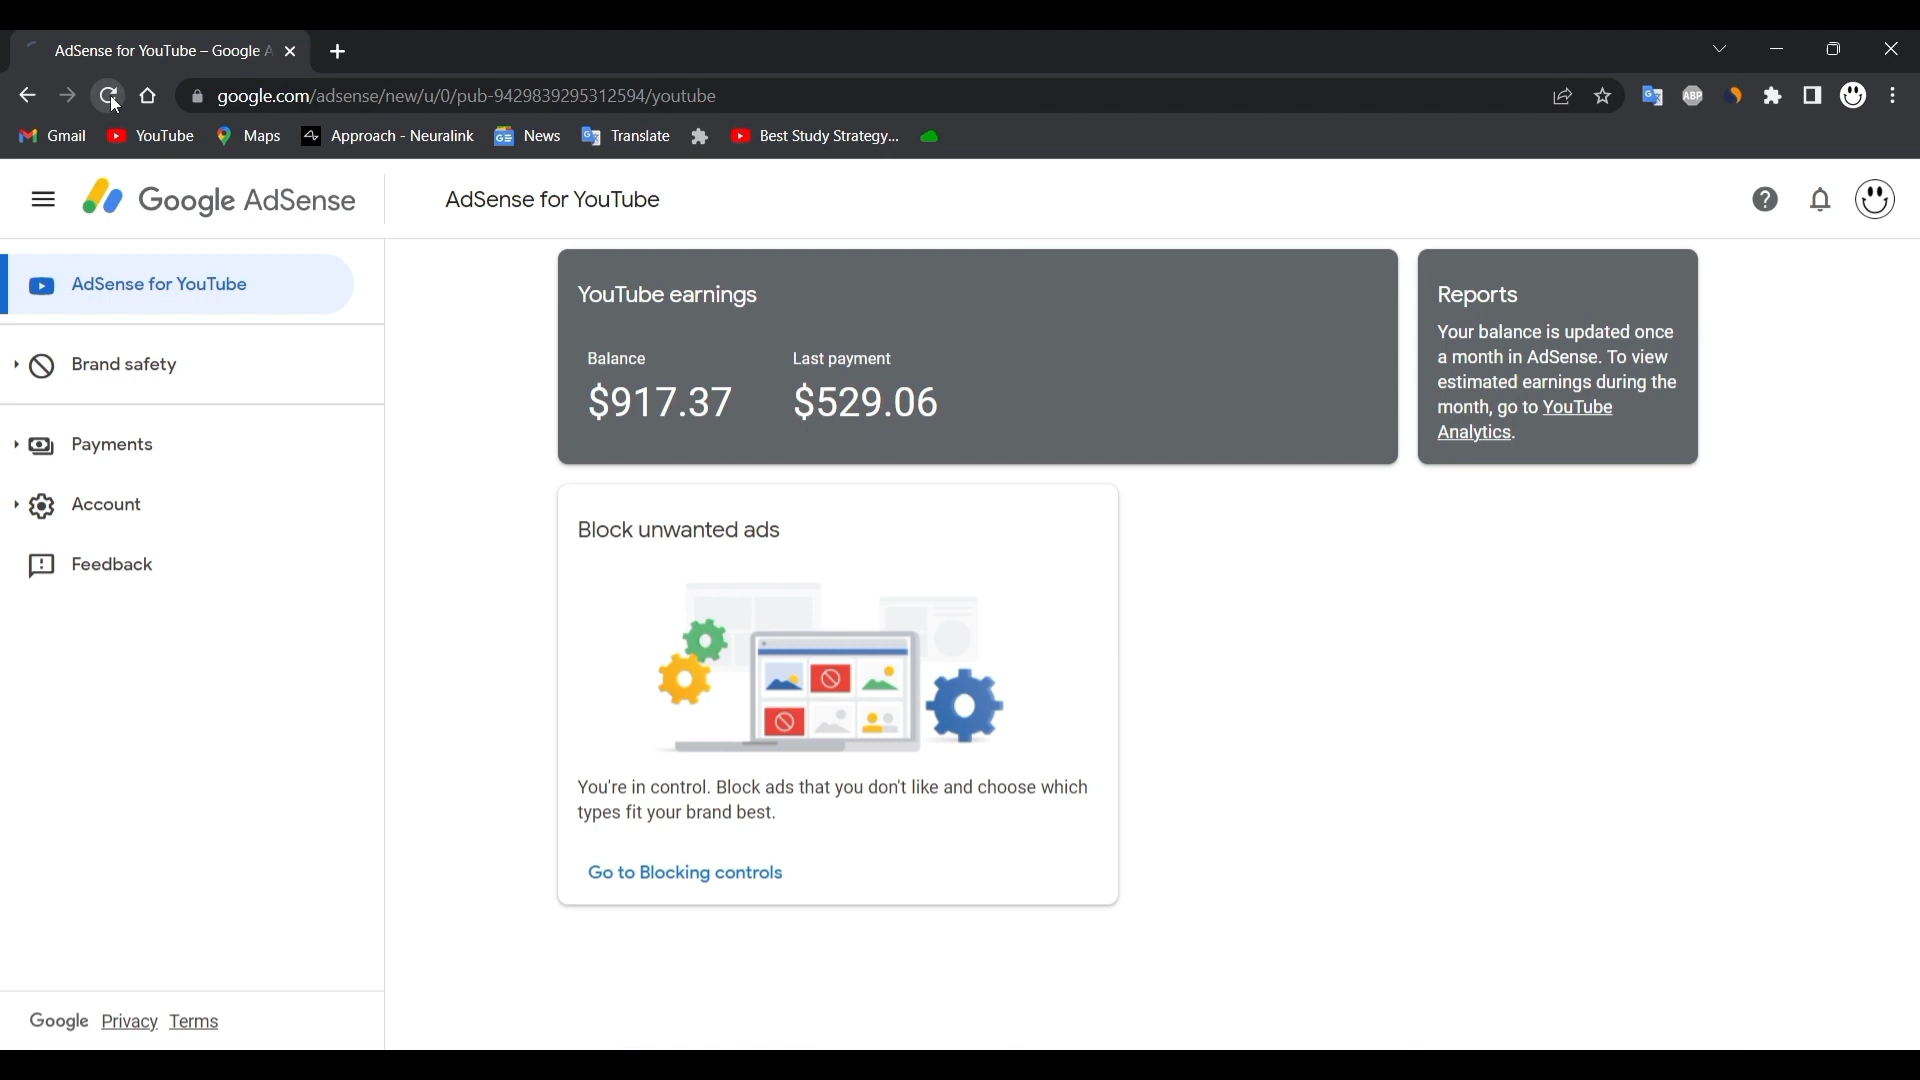 AdSense for YouTube – Google A
google.com/adsense/new/u/0/pub-9429839295312594/youtube
ABP
Gmail
YouTube
Maps
Approach - Neuralink
News
Translate
Best Study Strategy...
Google AdSense
AdSense for YouTube
AdSense for YouTube
Brand safety
Payments
Account
Feedback
YouTube earnings
Balance
Last payment
$917.37
$529.06
Reports
Your balance is updated once
a month in AdSense. To view
estimated earnings during the
month, go to YouTube
Analytics.
Block unwanted ads
You're in control. Block ads that you don't like and choose which
types fit your brand best.
Go to Blocking controls
Google Privacy Terms